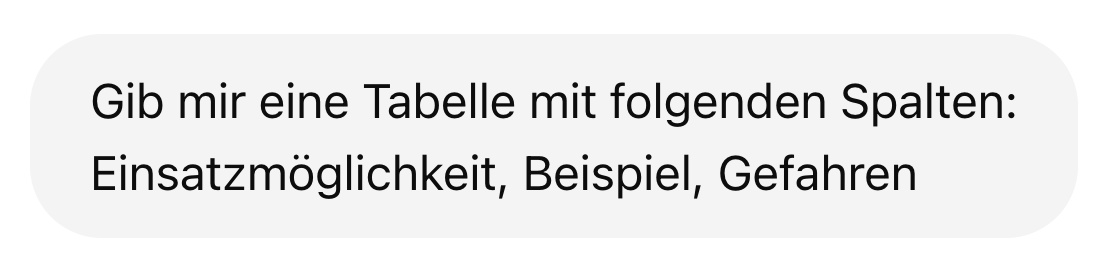 Gib mir eine Tabelle mit folgenden Spalten:
Einsatzmöglichkeit, Beispiel, Gefahren